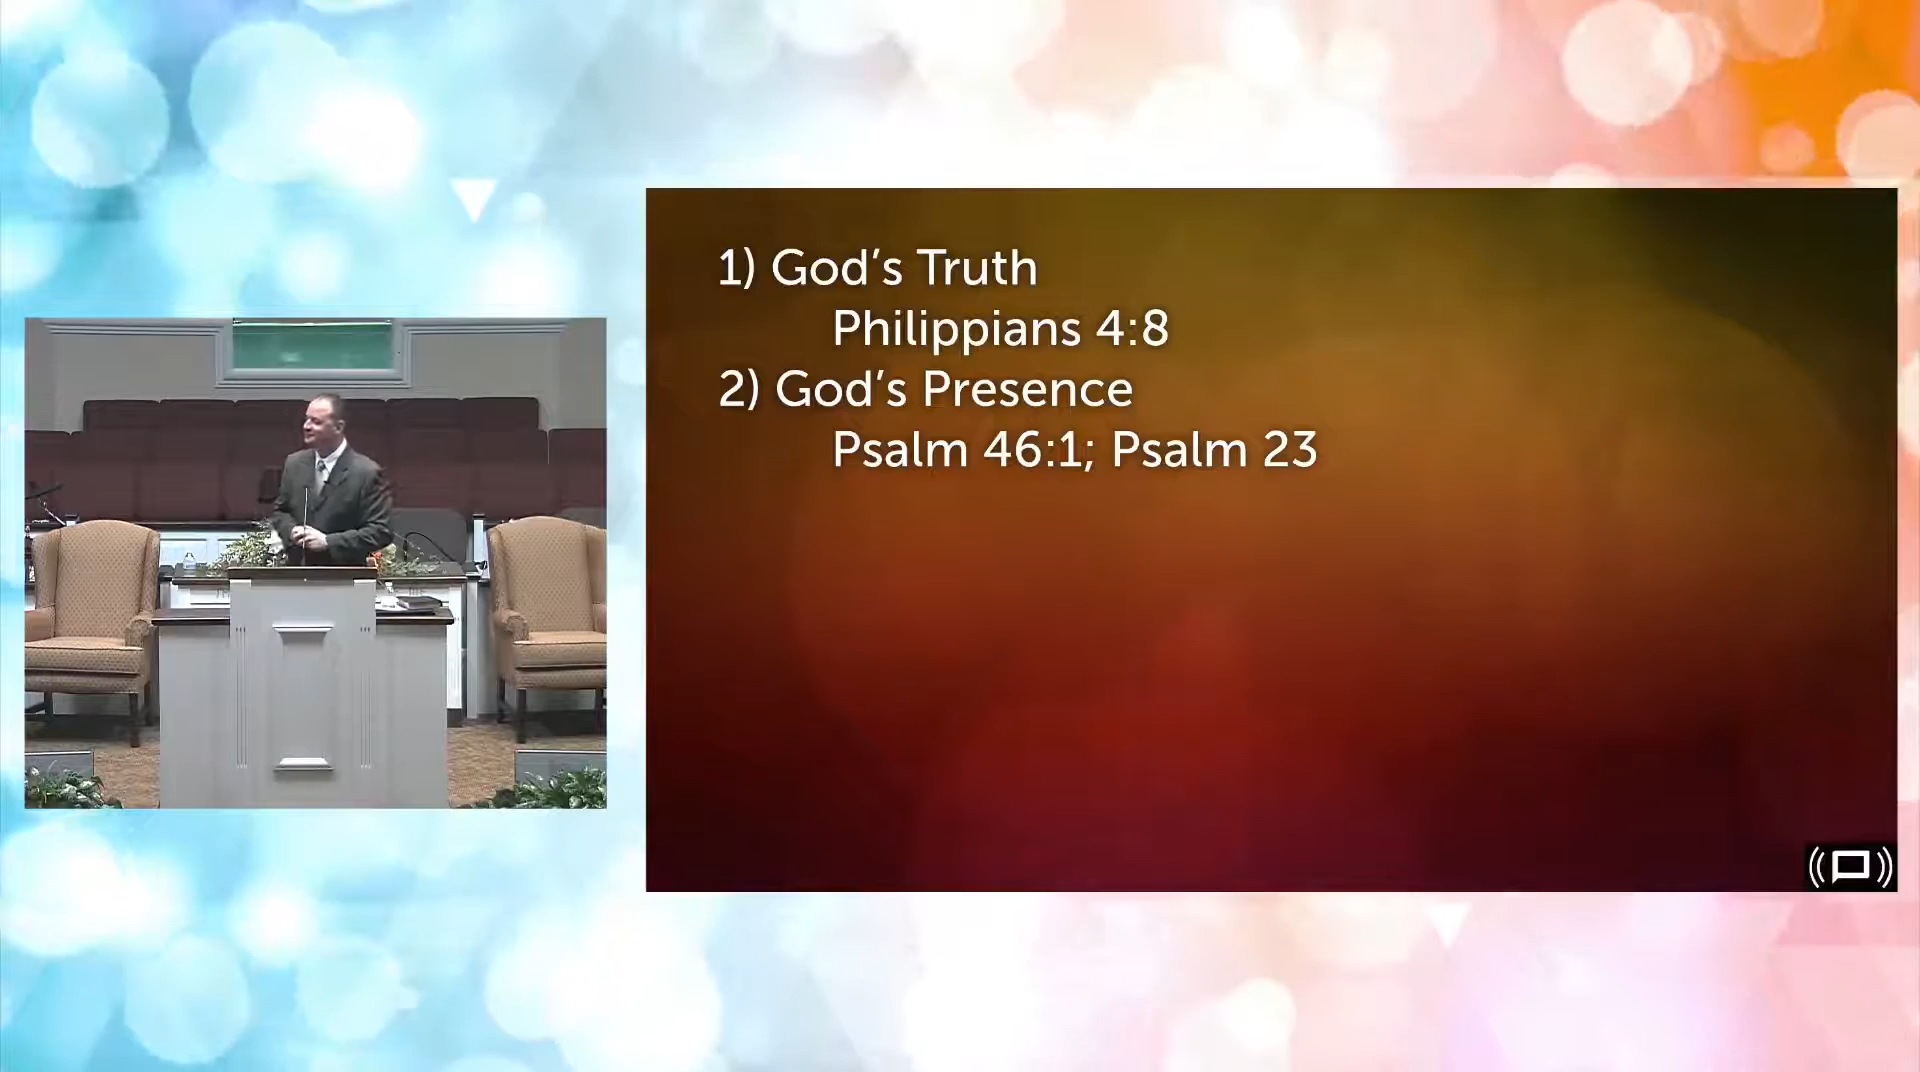 1) God’s Truth
Philippians 4:8
2) God’s Presence
Psalm 46:1; Psalm 23